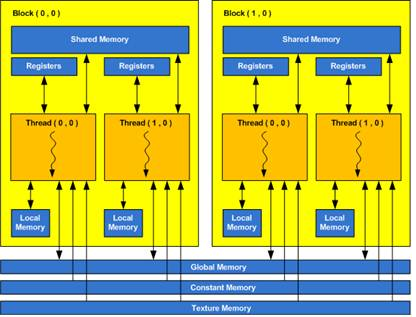 Block ( 0 , 0 )
Shared Memory
Registers
Registers
Thread ( 0 , 0 )
Thread ( 1 , 0 )
Local
Memory
Local
Memory
Block ( 1 , 0 )
Shared Memory
Registers
Registers
Thread ( 0 , 0 )
Thread ( 1 , 0 )
Local
Memory
Local
Memory
Global Memory
Constant Memory
Texture Memory